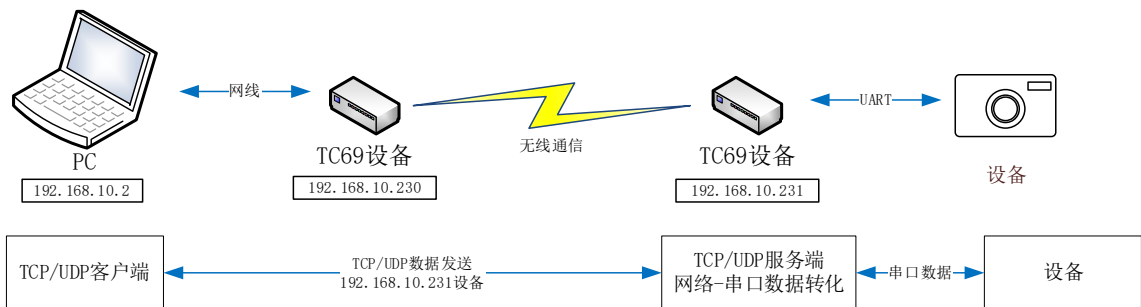 网线
UART
无线通信
PC
TC69设备
TC69设备
设备
192.168.10.2
192.168.10.230
192.168.10.231
TCP/UDP客户端
TCP/UDP数据发送
192.168.10.231设备
TCP/UDP服务端
网络-串口数据转化
串口数据
设备